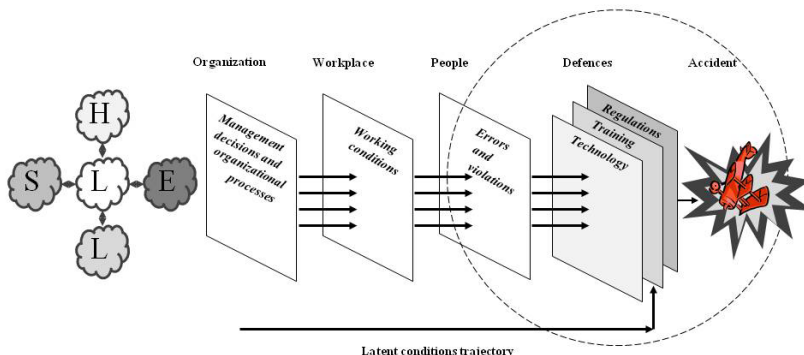 Organization
Workplace
People
Defences
Accident
H
S
L
E
L
Management
decisions and
organizational
processes
Working
conditions
Errors
and
violations
Technology
Training
Regulations
Latent conditions trajectory